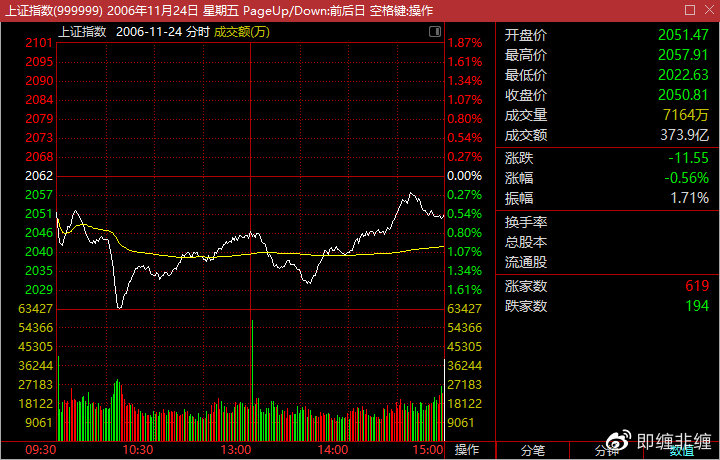 上证指数(999999) 2006年11月24日 星期五 PageUp/Down:前后日 空格键:操作
上证指数 2006-11-24 分时 成交额(万)
2101 1.87%
2095 1.61%
2090 1.34%
2084 1.07%
2079 0.80%
2073 0.54%
2068 0.27%
2062 0.00%
2057 0.27%
2051 0.54%
2046 0.80%
2040 1.07%
2035 1.34%
2029 1.61%
63427 63427
54366 54366
45305 45305
36244 36244
27183 27183
18122 18122
9061 9061
09:30 10:30 13:00 14:00 15:00 操作
开盘价 2051.47
最高价 2057.91
最低价 2022.63
收盘价 2050.81
成交量 7164万
成交额 373.9亿
涨跌 -11.55
涨幅 -0.56%
振幅 1.71%
换手率
总股本
流通股
涨家数 619
跌家数 194
分笔 分钟 数值
即缠非缠